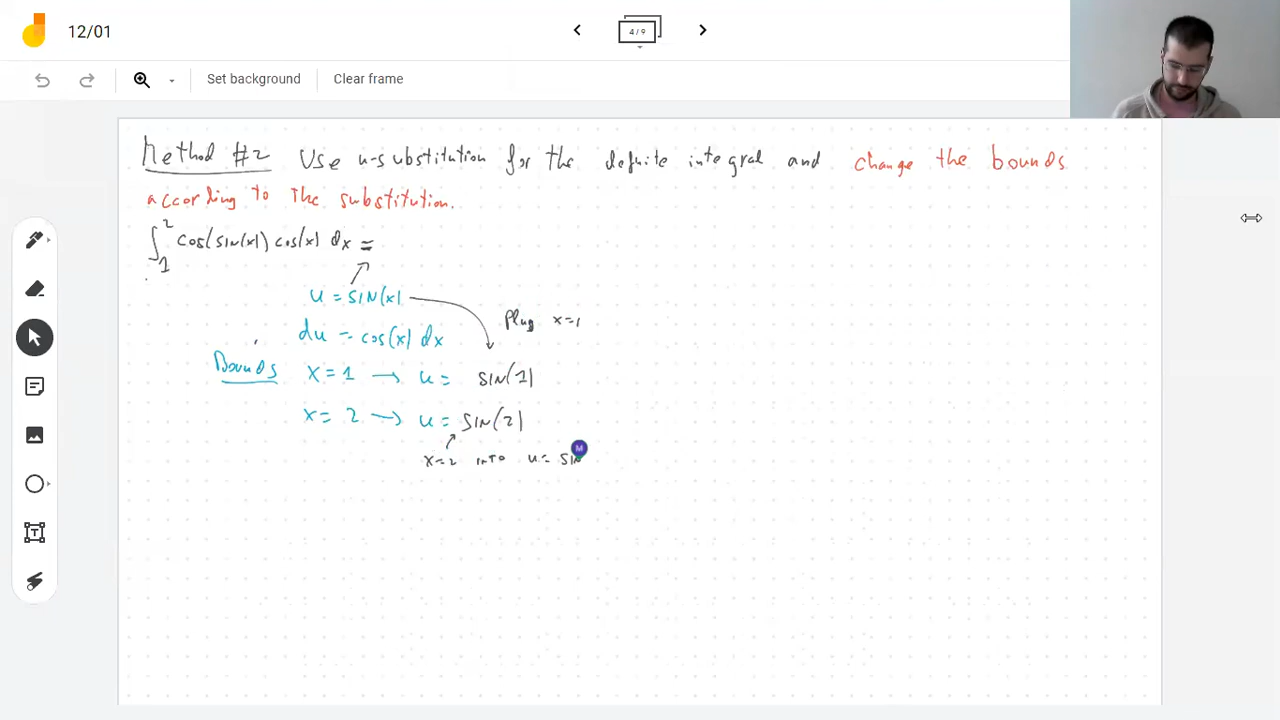 12/01
4/9
Set background
Clear frame
Method #2 Use u-substitution for the definite integral and change the bounds
according to the substitution.
∫₁² cos(sin(x)) cos(x) dx =
u = sin(x)
Plug x=1
du = cos(x) dx
Bounds x = 1 → u = sin(1)
x = 2 → u = sin(2)
x=2 into u = sin
M
T